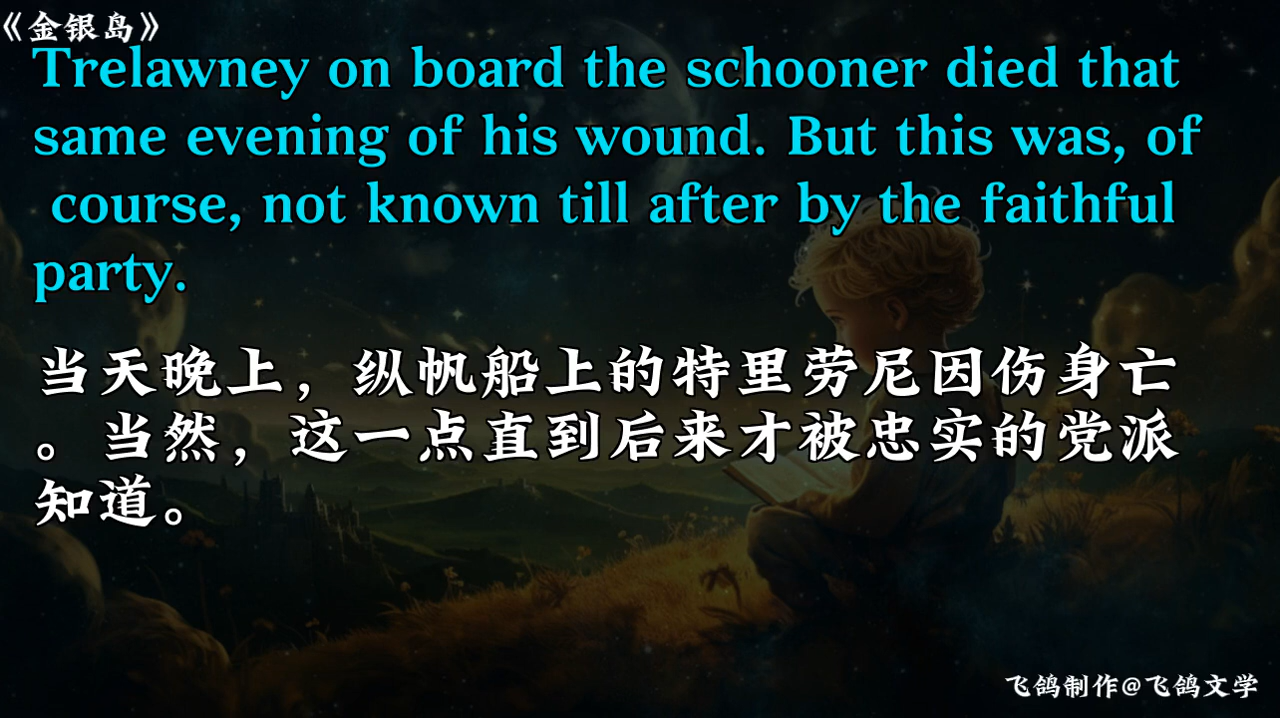 《金银岛》
Trelawney on board the schooner died that
same evening of his wound. But this was, of
course, not known till after by the faithful
party.
当天晚上，纵帆船上的特里劳尼因伤身亡
。当然，这一点直到后来才被忠实的党派
知道。
飞鸽制作@飞鸽文学